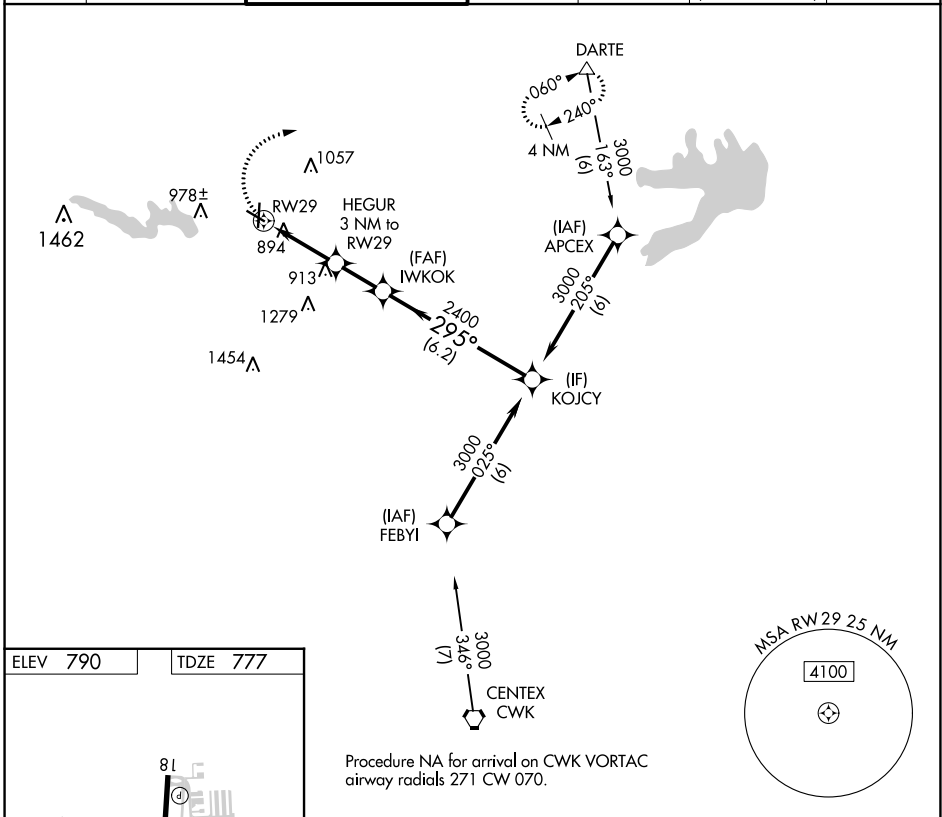 DARTE
060°
240°
4 NM
3000
163°
(6)
1057
978±
1462
RW29
894
HEGUR
3 NM to
RW29
(FAF)
IWKOK
913
1279
1454
2400
295°
(6.2)
(IAF)
APCEX
3000
205°
(6)
(IF)
KOJCY
3000
025°
(6)
(IAF)
FEBYI
3000
346°
(7)
CENTEX
CWK
Procedure NA for arrival on CWK VORTAC
airway radials 271 CW 070.
MSA RW29 25 NM
4100
ELEV 790
TDZE 777
18
P